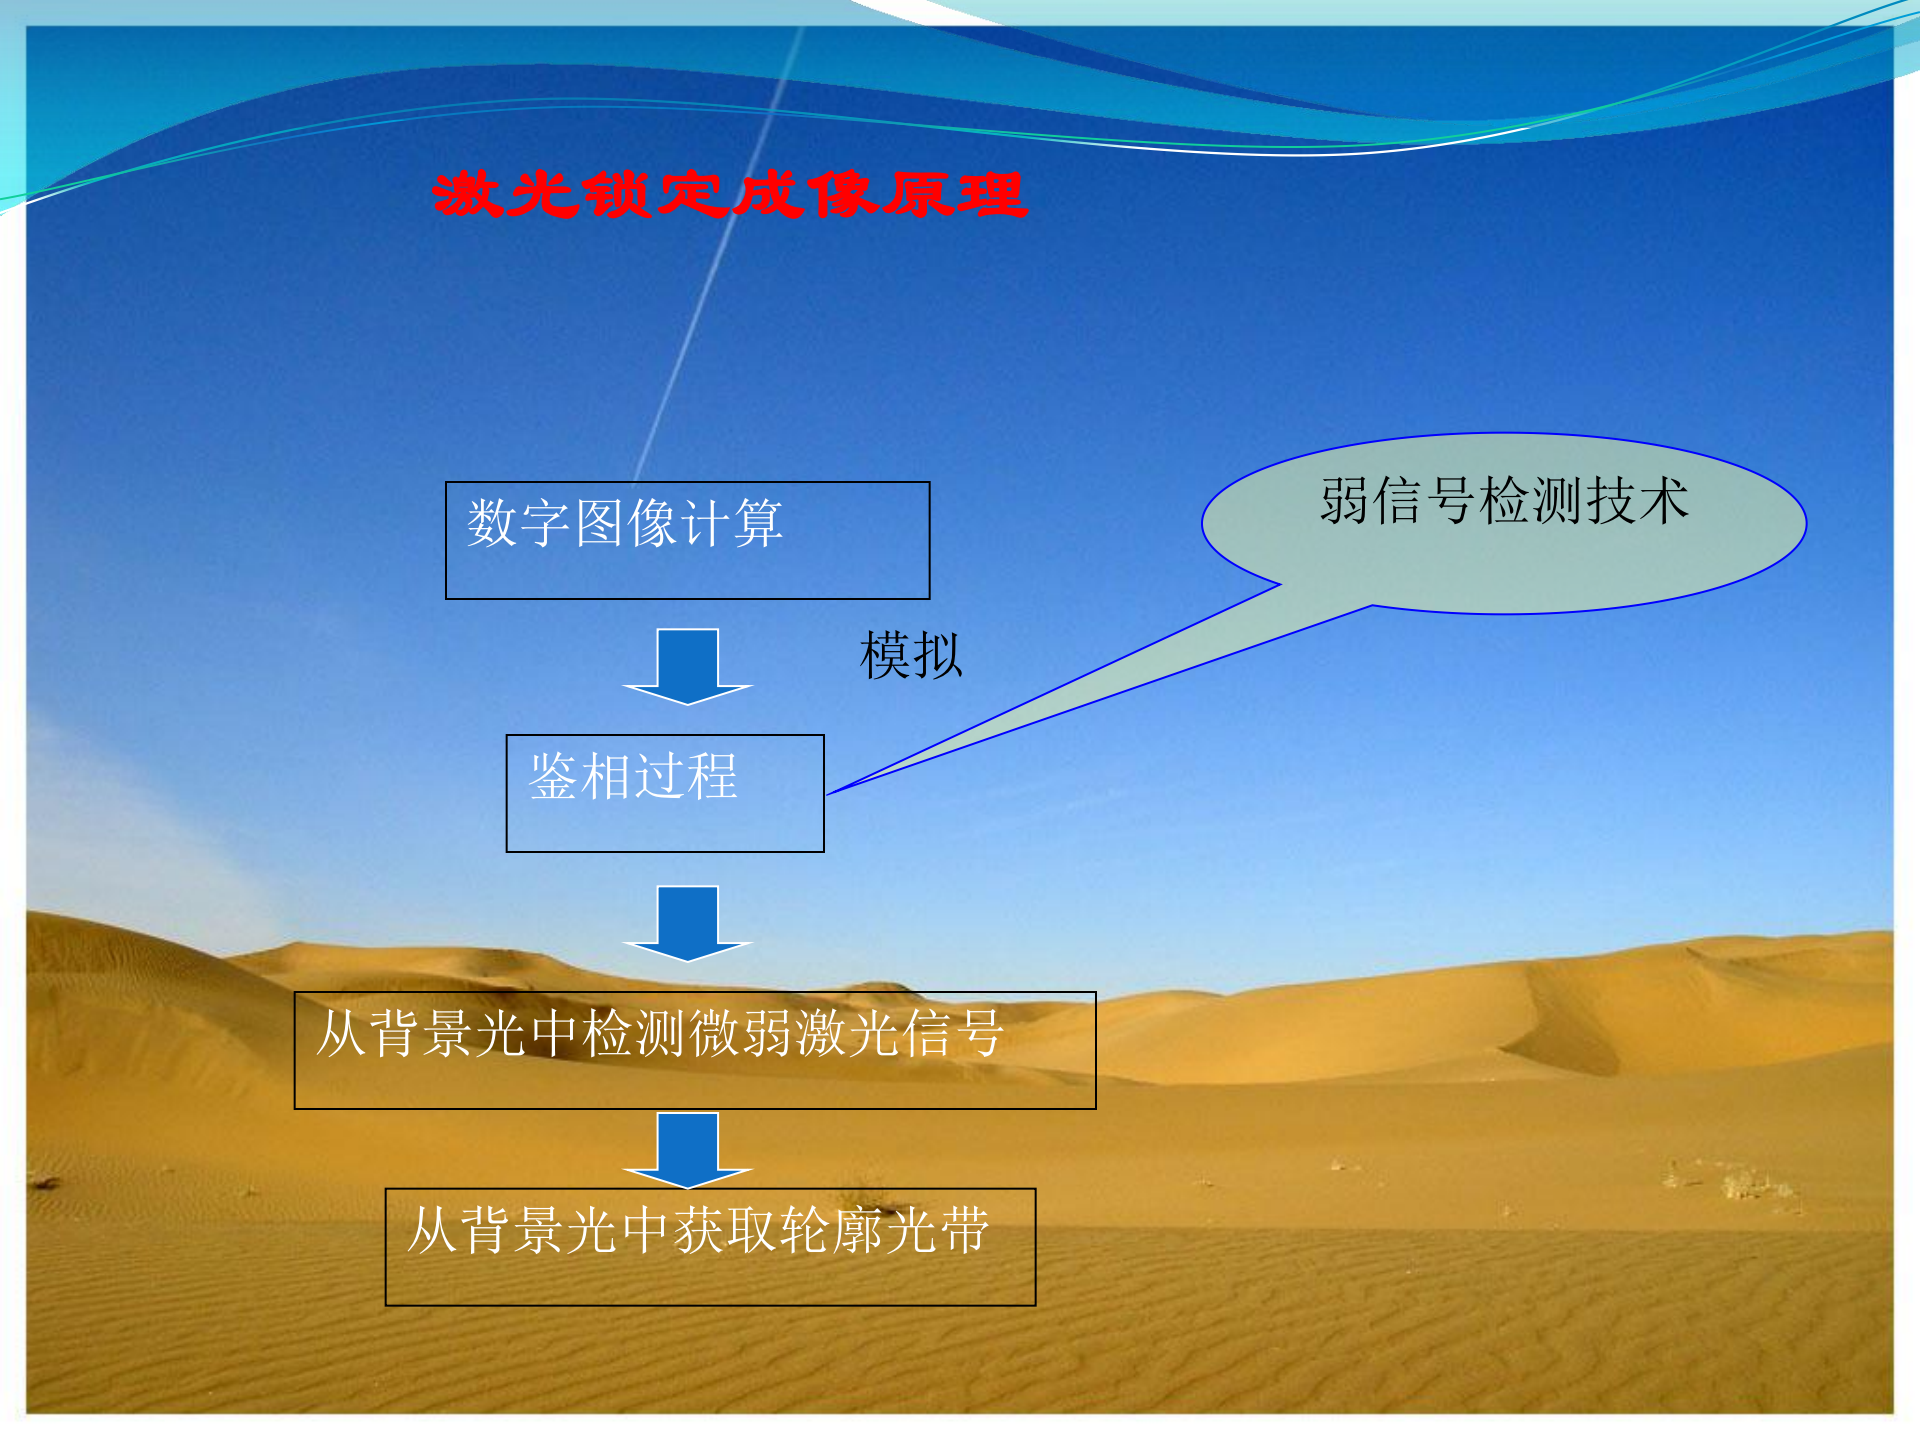 激光锁定成像原理
数字图像计算
弱信号检测技术
模拟
鉴相过程
从背景光中检测微弱激光信号
从背景光中获取轮廓光带